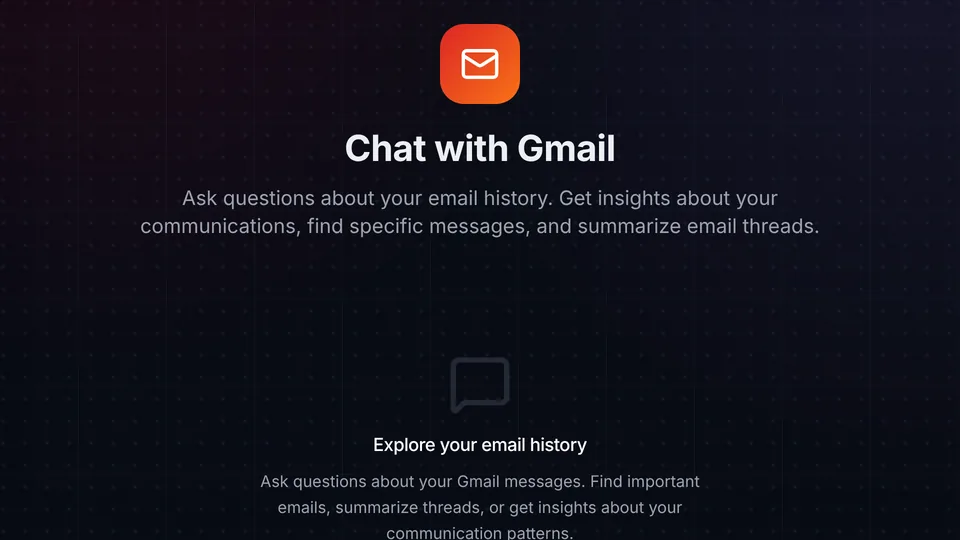 Chat with Gmail
Ask questions about your email history. Get insights about your
communications, find specific messages, and summarize email threads.
Explore your email history
Ask questions about your Gmail messages. Find important
emails, summarize threads, or get insights about your
communication patterns.